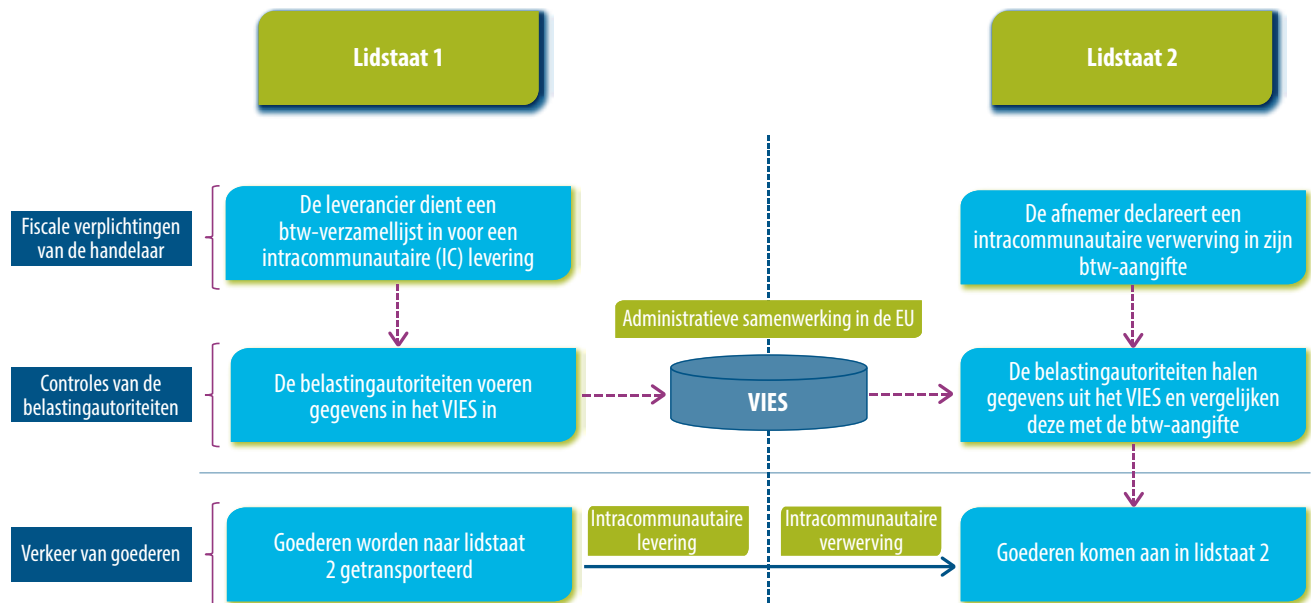 Lidstaat 1
Lidstaat 2
Fiscale verplichtingen
van de handelaar
De leverancier dient een
btw-verzamellijst in voor een
intracommunautaire (IC) levering
De afnemer declareert een
intracommunautaire verwerving in zijn
btw-aangifte
Administratieve samenwerking in de EU
Controles van de
belastingautoriteiten
De belastingautoriteiten voeren
gegevens in het VIES in
VIES
De belastingautoriteiten halen
gegevens uit het VIES en vergelijken
deze met de btw-aangifte
Verkeer van goederen
Goederen worden naar lidstaat
2 getransporteerd
Intracommunautaire
levering
Intracommunautaire
verwerving
Goederen komen aan in lidstaat 2